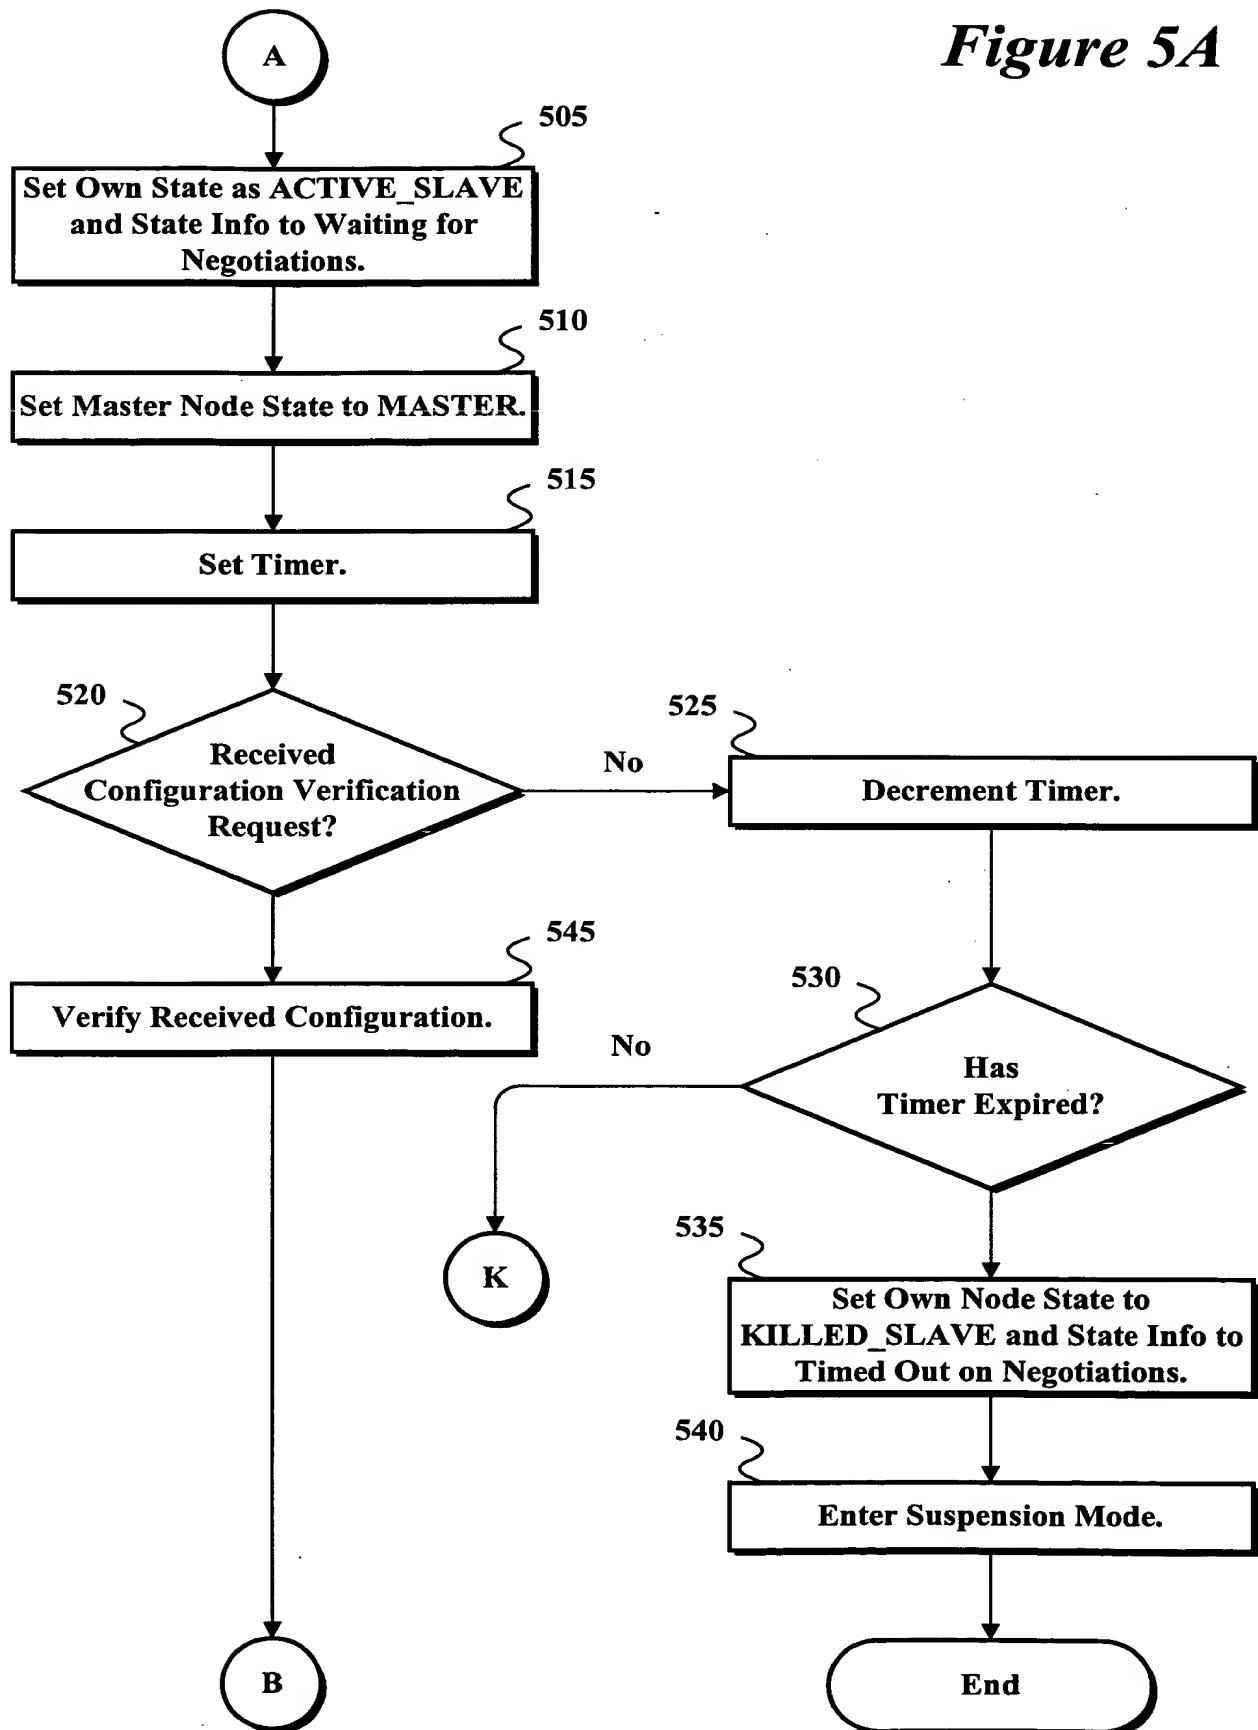 Figure 5A
A
505
Set Own State as ACTIVE_SLAVE
and State Info to Waiting for
Negotiations.
510
Set Master Node State to MASTER.
515
Set Timer.
520
Received
Configuration Verification
Request?
No
525
Decrement Timer.
545
Verify Received Configuration.
530
Has
Timer Expired?
No
K
535
Set Own Node State to
KILLED_SLAVE and State Info to
Timed Out on Negotiations.
540
Enter Suspension Mode.
B
End